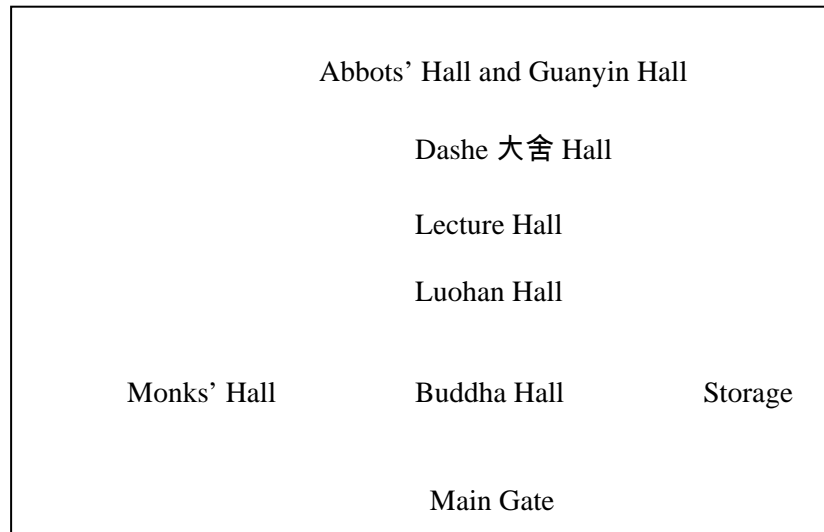 Abbots’ Hall and Guanyin Hall
Dashe 大舍 Hall
Lecture Hall
Luohan Hall
Monks’ Hall Buddha Hall Storage
Main Gate